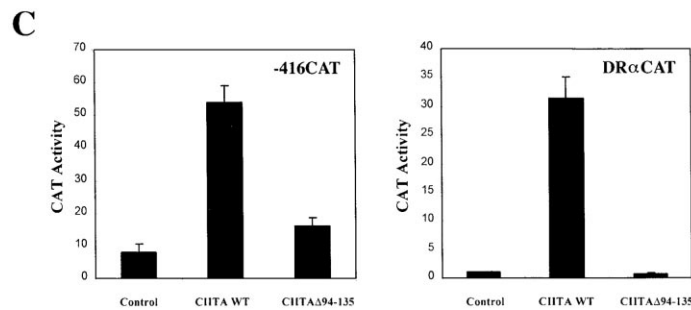 C
-416CAT
CAT Activity
70
60
50
40
30
20
10
0
Control CIITA WT CIITAΔ94-135
DRαCAT
CAT Activity
40
35
30
25
20
15
10
5
0
Control CIITA WT CIITAΔ94-135